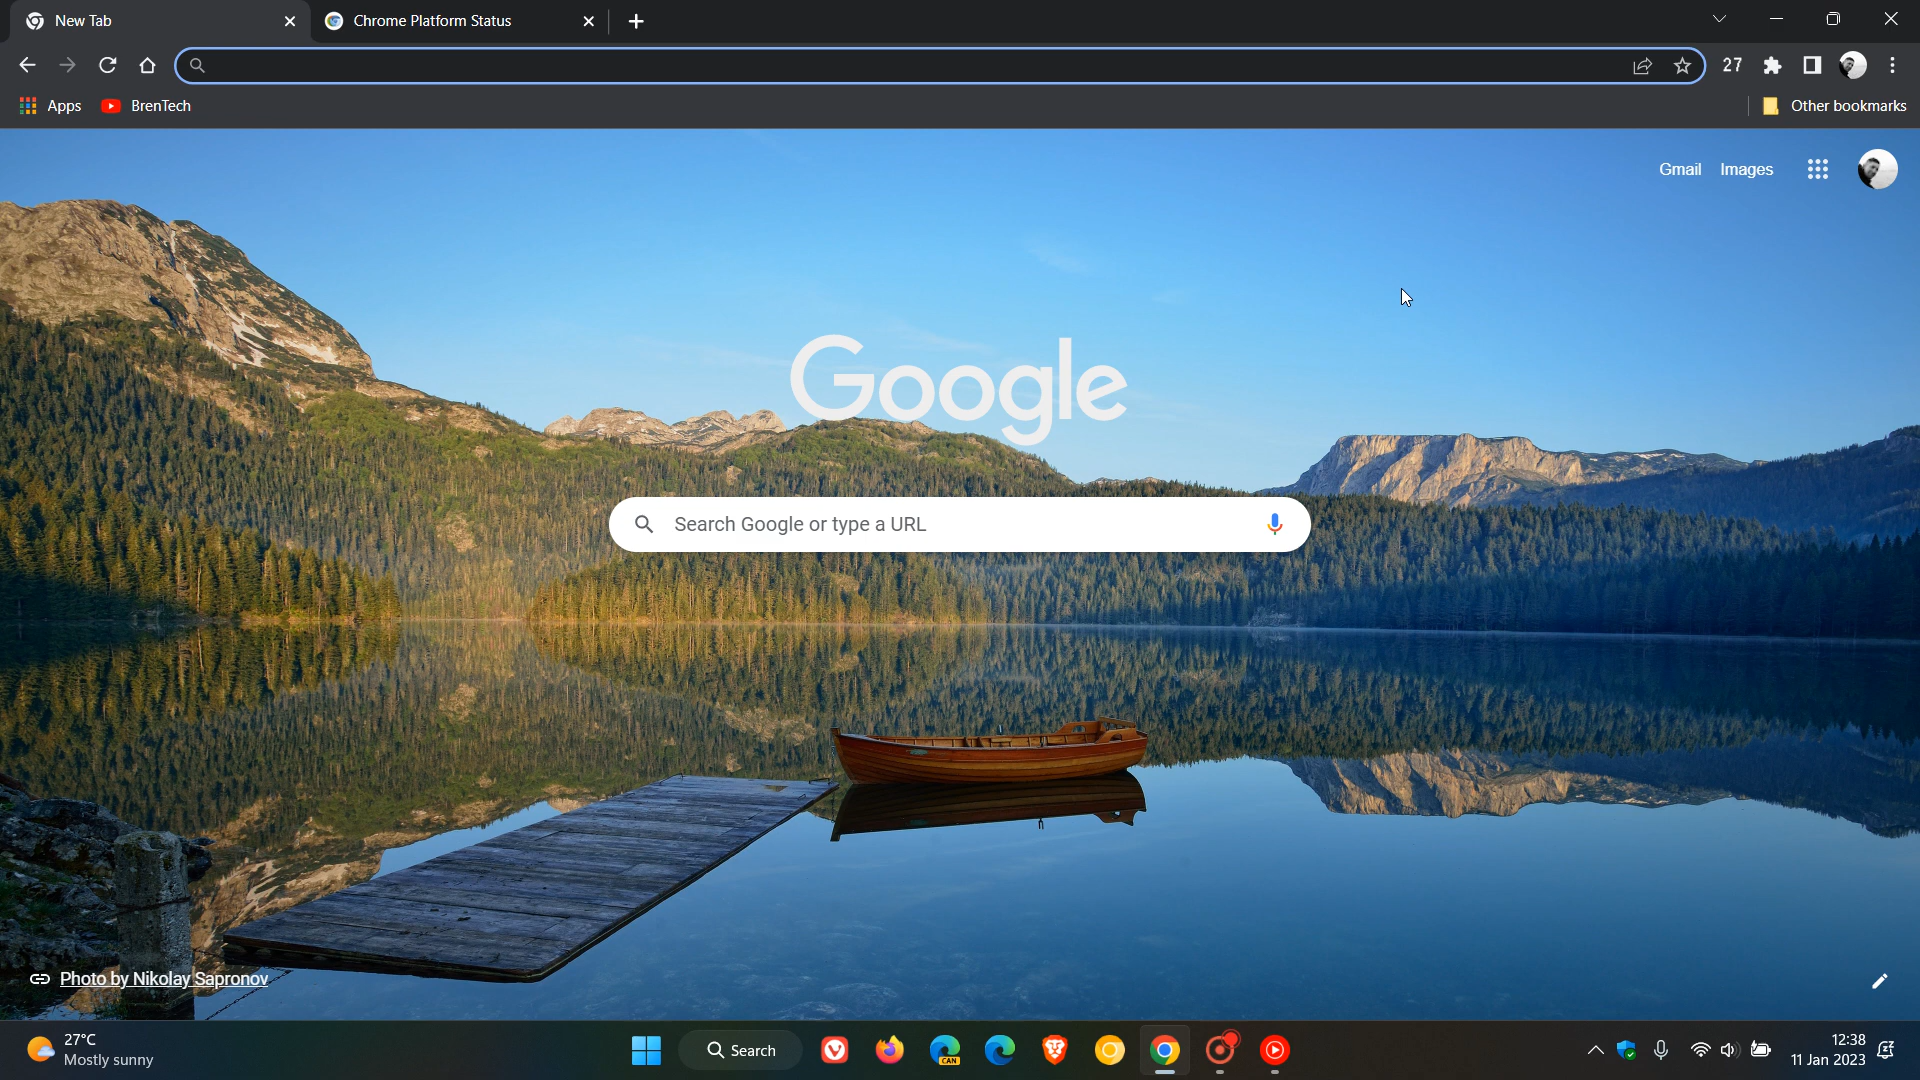 New Tab
Chrome Platform Status
27
Apps
BrenTech
Other bookmarks
Gmail
Images
Google
Search Google or type a URL
Photo by Nikolay Sapronov
27°C
Mostly sunny
Search
CAN
12:38
11 Jan 2023